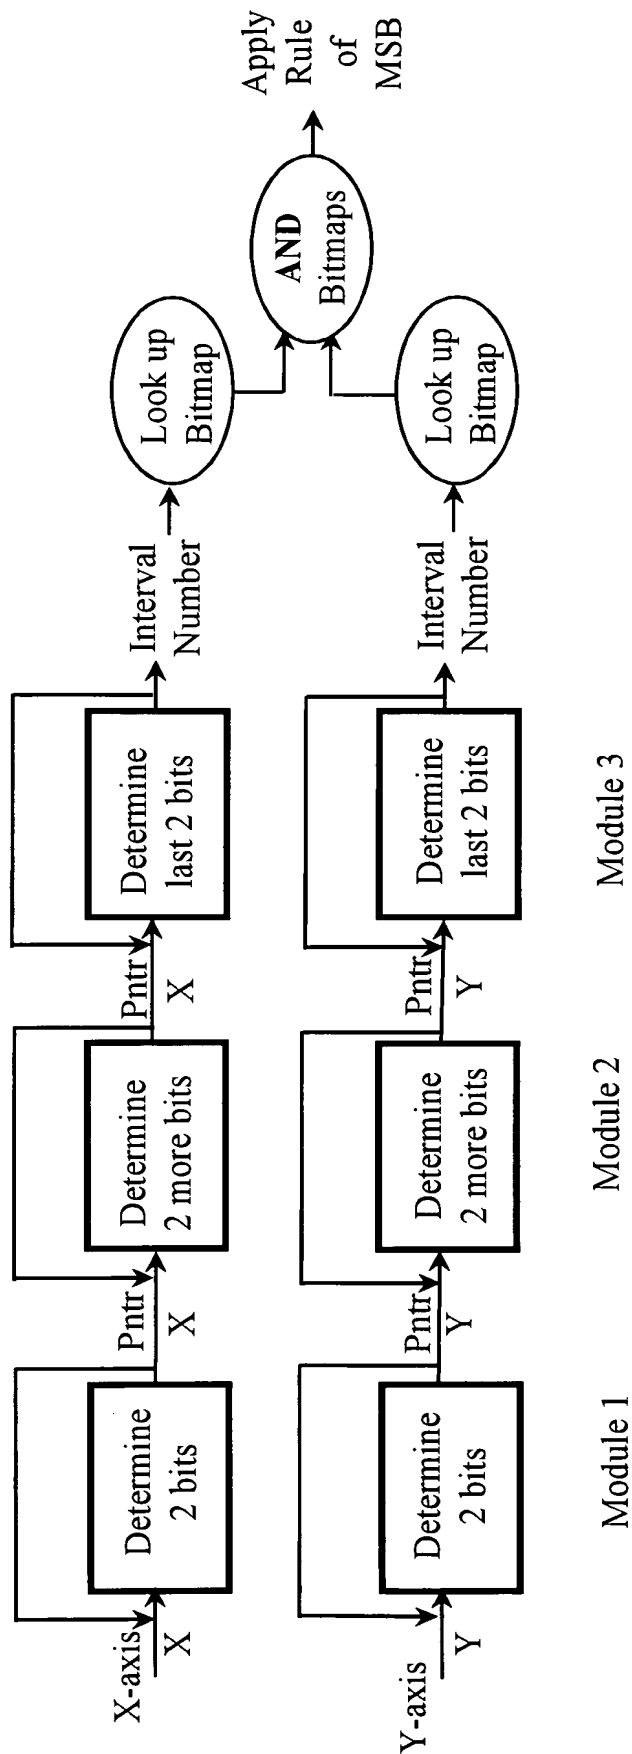 X-axis
X
Determine
2 bits
Pntr
X
Determine
2 more bits
Pntr
X
Determine
last 2 bits
Interval
Number
Look up
Bitmap
AND
Bitmaps
Apply
Rule
of
MSB
Y-axis
Y
Determine
2 bits
Pntr
Y
Determine
2 more bits
Pntr
Y
Determine
last 2 bits
Interval
Number
Look up
Bitmap
Module 1
Module 2
Module 3